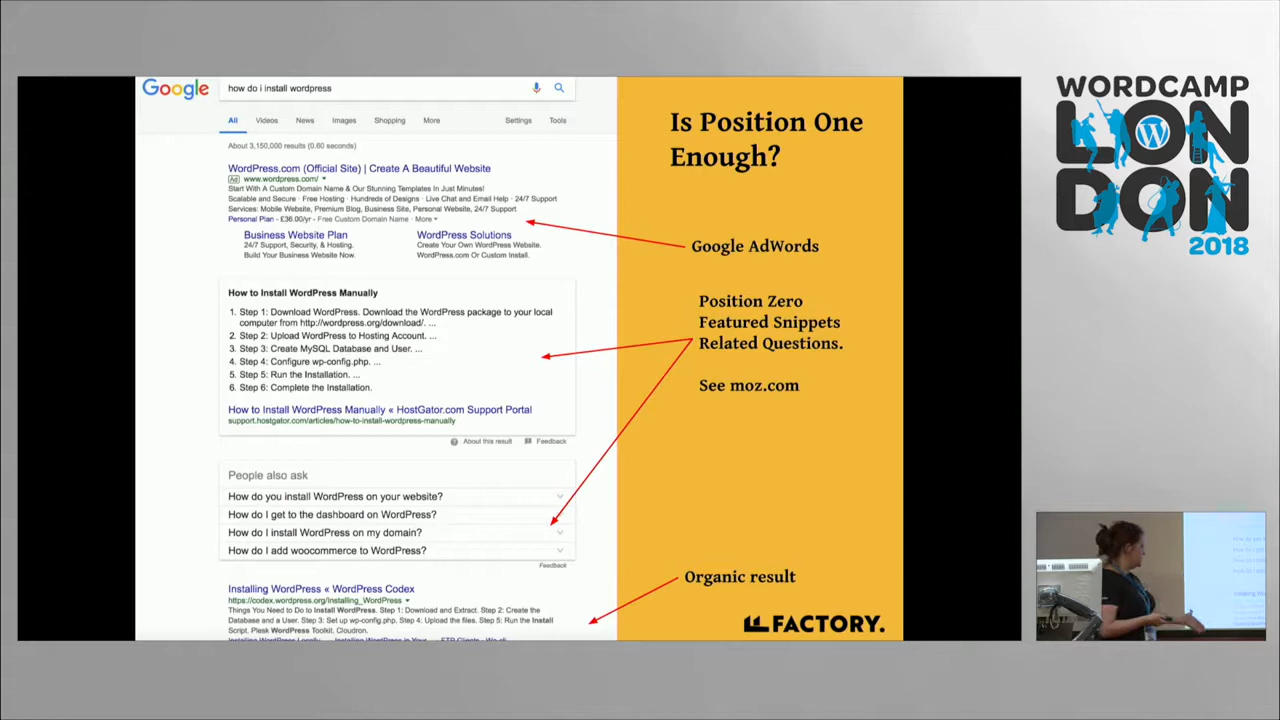 Google
how do i install wordpress
All Videos News Images Shopping More Settings Tools
About 3,150,000 results (0.60 seconds)
WordPress.com (Official Site) | Create A Beautiful Website
Ad www.wordpress.com/
Start With A Custom Domain Name & Our Stunning Templates In Just Minutes!
Scalable and Secure · Free Hosting · Hundreds of Designs · Live Chat and Email Help · 24/7 Support
Services: Mobile Website, Premium Blog, Business Site, Personal Website, 24/7 Support
Personal Plan - £36.00/yr - Free Custom Domain Name · More
Business Website Plan
24/7 Support, Security, & Hosting.
Build Your Business Website Now.
WordPress Solutions
Create Your Own WordPress Website.
WordPress.com Or Custom Install.
How to Install WordPress Manually
1. Step 1: Download WordPress. Download the WordPress package to your local
computer from http://wordpress.org/download/. ...
2. Step 2: Upload WordPress to Hosting Account. ...
3. Step 3: Create MySQL Database and User. ...
4. Step 4: Configure wp-config.php. ...
5. Step 5: Run the Installation. ...
6. Step 6: Complete the Installation.
How to Install WordPress Manually « HostGator.com Support Portal
support.hostgator.com/articles/how-to-install-wordpress-manually
About this result Feedback
People also ask
How do you install WordPress on your website?
How do I get to the dashboard on WordPress?
How do I install WordPress on my domain?
How do I add woocommerce to WordPress?
Feedback
Installing WordPress « WordPress Codex
https://codex.wordpress.org/Installing_WordPress
Things You Need to Do to Install WordPress. Step 1: Download and Extract. Step 2: Create the
Database and a User. Step 3: Set up wp-config.php. Step 4: Upload the files. Step 5: Run the Install
Script. Plesk WordPress Toolkit. Cloudron.
Is Position One
Enough?
Google AdWords
Position Zero
Featured Snippets
Related Questions.
See moz.com
Organic result
FACTORY.
WORDCAMP
LON
DON
2018